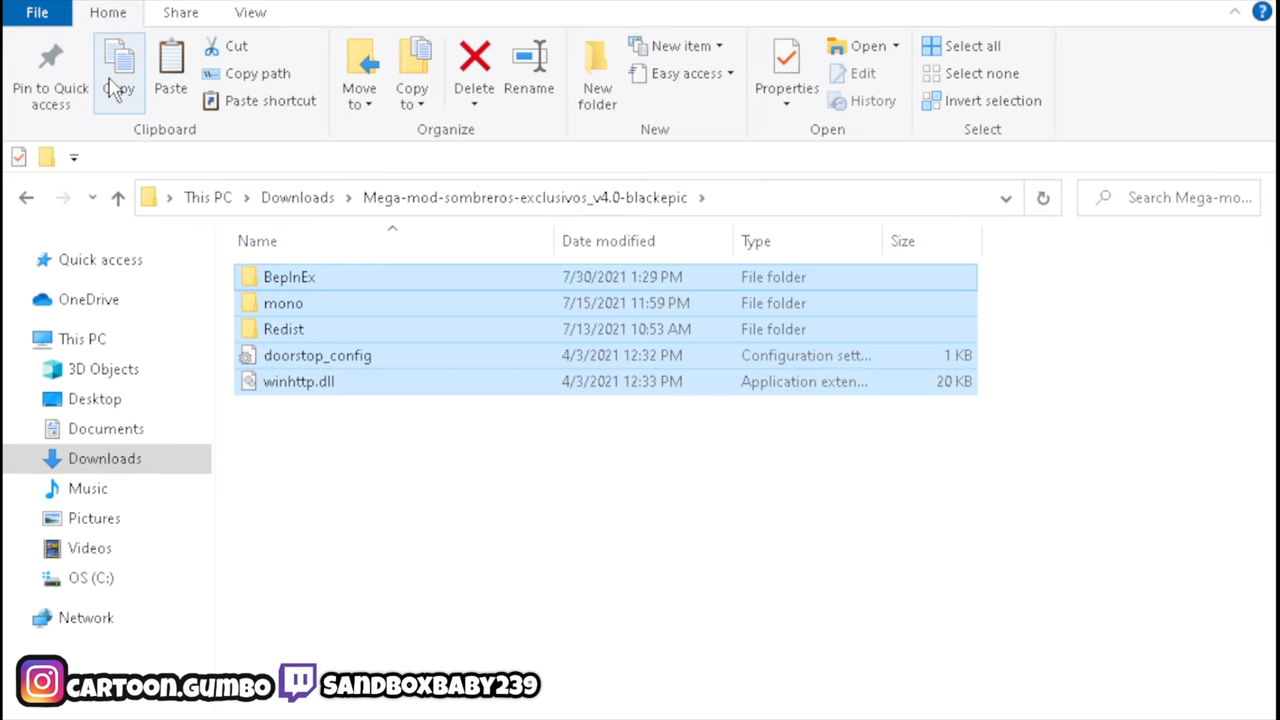 File Home Share View
Pin to Quick access
Copy
Paste
Cut
Copy path
Paste shortcut
Clipboard
Move to
Copy to
Delete
Rename
Organize
New folder
New item
Easy access
New
Properties
Open
Edit
History
Open
Select all
Select none
Invert selection
Select
This PC > Downloads > Mega-mod-sombreros-exclusivos_v4.0-blackepic >
Search Mega-mo...
Name Date modified Type Size
BepInEx 7/30/2021 1:29 PM File folder
mono 7/15/2021 11:59 PM File folder
Redist 7/13/2021 10:53 AM File folder
doorstop_config 4/3/2021 12:32 PM Configuration sett... 1 KB
winhttp.dll 4/3/2021 12:33 PM Application exten... 20 KB
Quick access
OneDrive
This PC
3D Objects
Desktop
Documents
Downloads
Music
Pictures
Videos
OS (C:)
Network
CARTOON.GUMBO SANDBOXBABY239